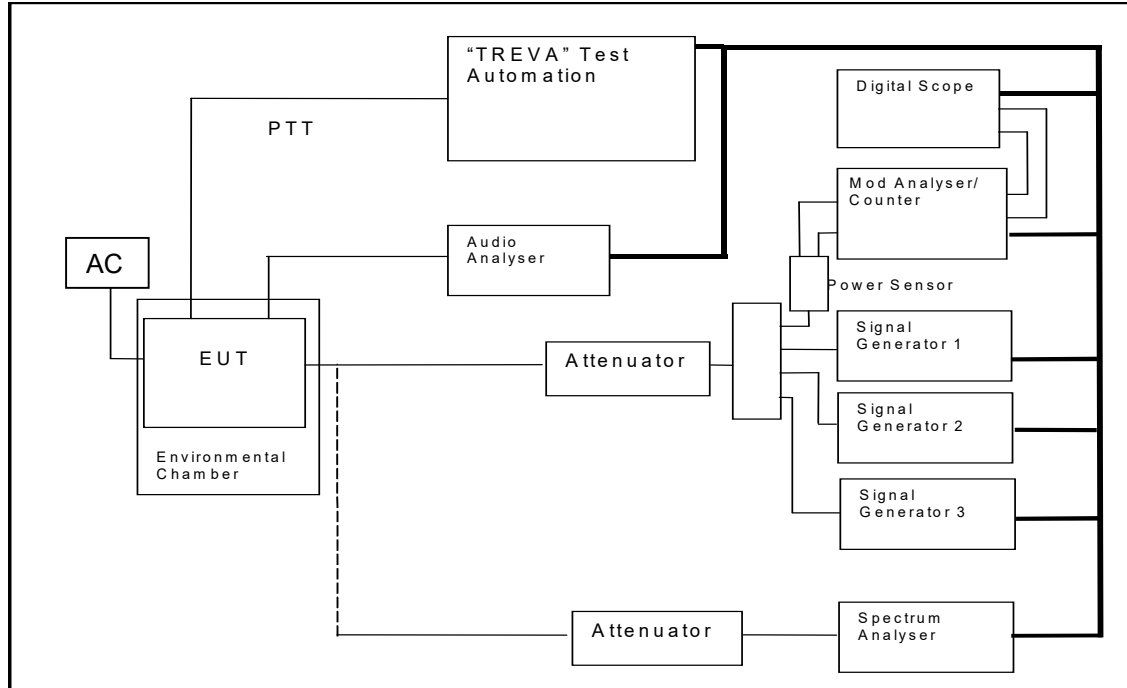 “TREVA” Test
Automation
Digital Scope
PTT
Mod Analyser/
Counter
Audio
Analyser
AC
Power Sensor
EUT
Attenuator
Signal
Generator 1
Signal
Generator 2
Environmental
Chamber
Signal
Generator 3
Attenuator
Spectrum
Analyser